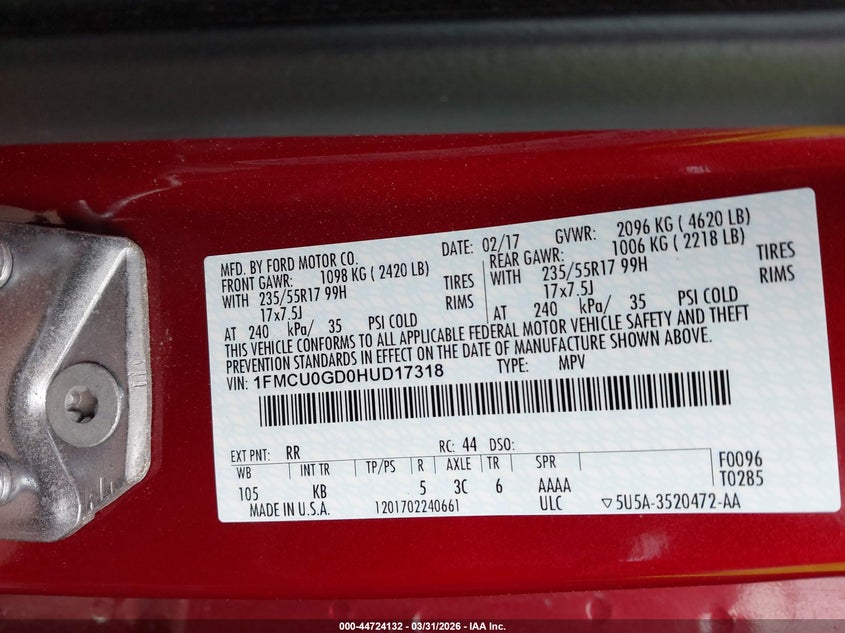 MFD. BY FORD MOTOR CO. DATE: 02/17 GVWR: 2096 KG ( 4620 LB)
FRONT GAWR: 1098 KG ( 2420 LB) REAR GAWR: 1006 KG ( 2218 LB)
WITH 235/55R17 99H TIRES WITH 235/55R17 99H TIRES
17x7.5J RIMS 17x7.5J RIMS
AT 240 kPa/ 35 PSI COLD AT 240 kPa/ 35 PSI COLD
THIS VEHICLE CONFORMS TO ALL APPLICABLE FEDERAL MOTOR VEHICLE SAFETY AND THEFT
PREVENTION STANDARDS IN EFFECT ON THE DATE OF MANUFACTURE SHOWN ABOVE.
VIN: 1FMCU0GD0HUD17318 TYPE: MPV
EXT PNT: RR RC: 44 DSO:
WB INT TR TP/PS R AXLE TR SPR F0096
105 KB 5 3C 6 AAAA T0285
MADE IN U.S.A. 1201702240661 ULC ▽5U5A-3520472-AA
000-44724132 — 03/31/2026 — IAA Inc.